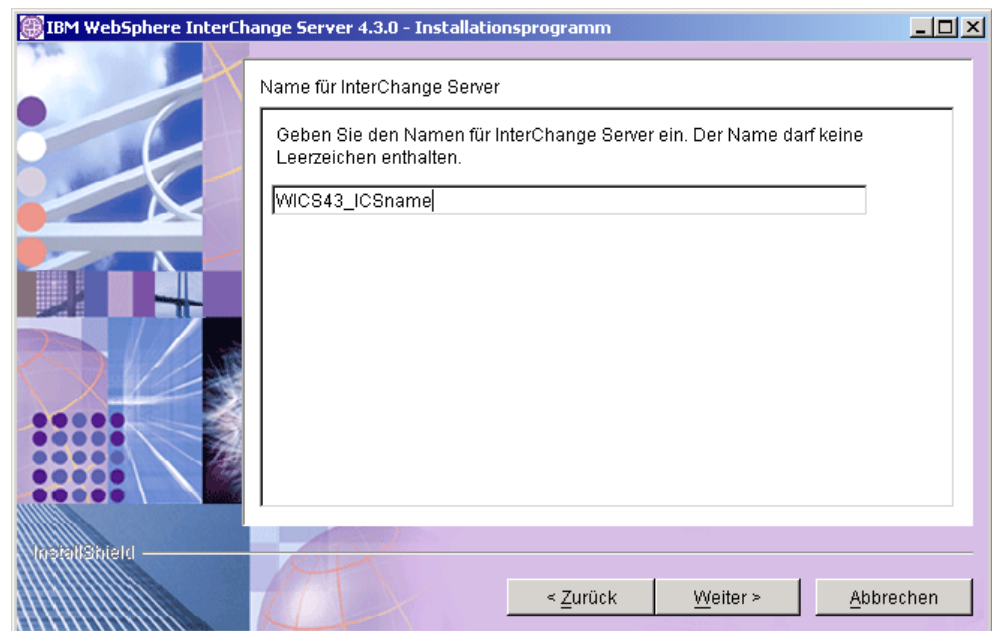 IBM WebSphere InterChange Server 4.3.0 - Installationsprogramm
Name für InterChange Server
Geben Sie den Namen für InterChange Server ein. Der Name darf keine
Leerzeichen enthalten.
WICS43_ICSname
InstallShield
< Zurück Weiter > Abbrechen